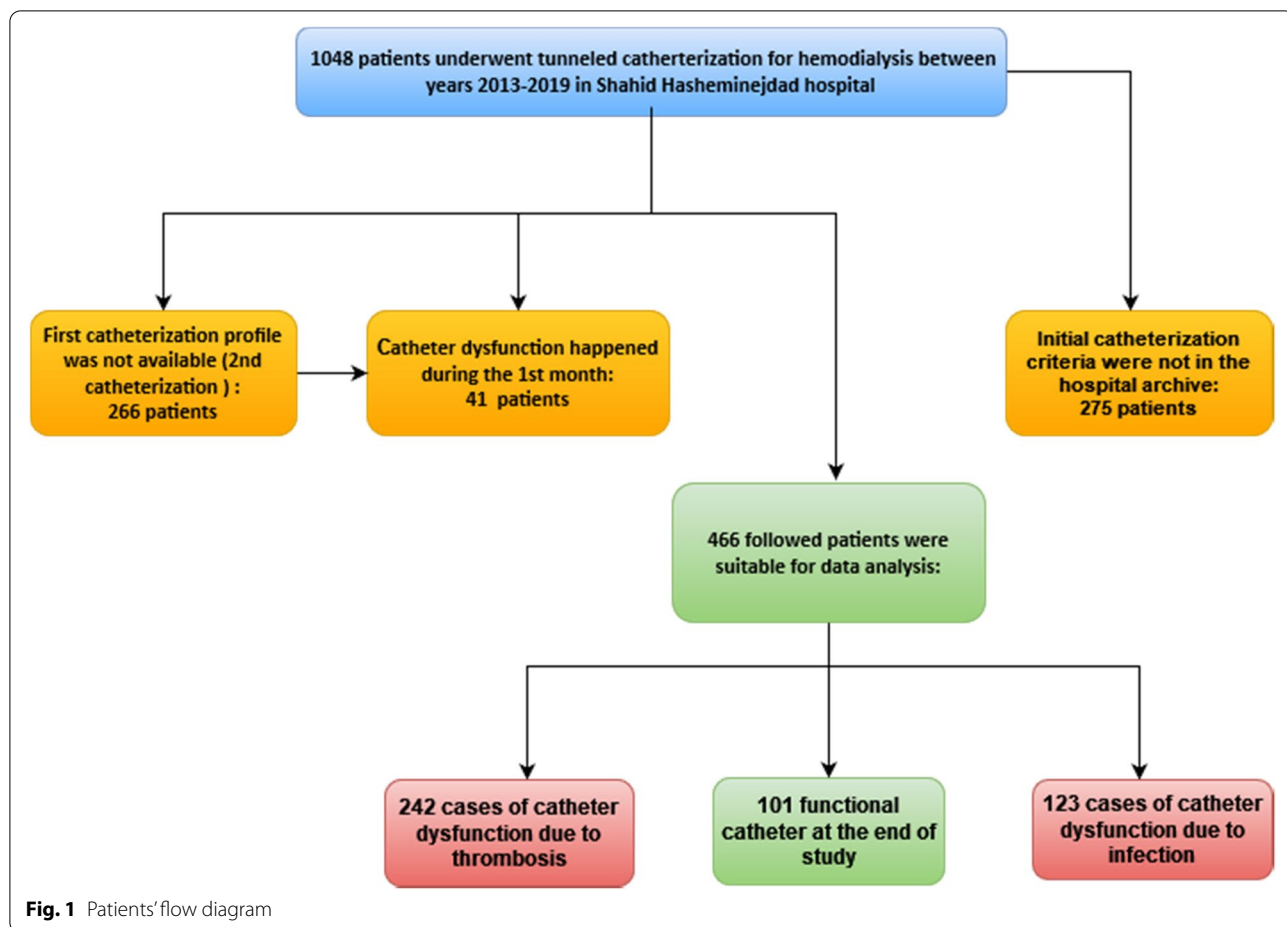 1048 patients underwent tunneled catherterization for hemodialysis between
years 2013-2019 in Shahid Hasheminejdad hospital
First catheterization profile
was not available (2nd
catheterization ) :
266 patients
Catheter dysfunction happened
during the 1st month:
41 patients
Initial catheterization
criteria were not in the
hospital archive:
275 patients
466 followed patients were
suitable for data analysis:
242 cases of catheter
dysfunction due to
thrombosis
101 functional
catheter at the end of
study
123 cases of catheter
dysfunction due to
infection
Fig. 1 Patients' flow diagram